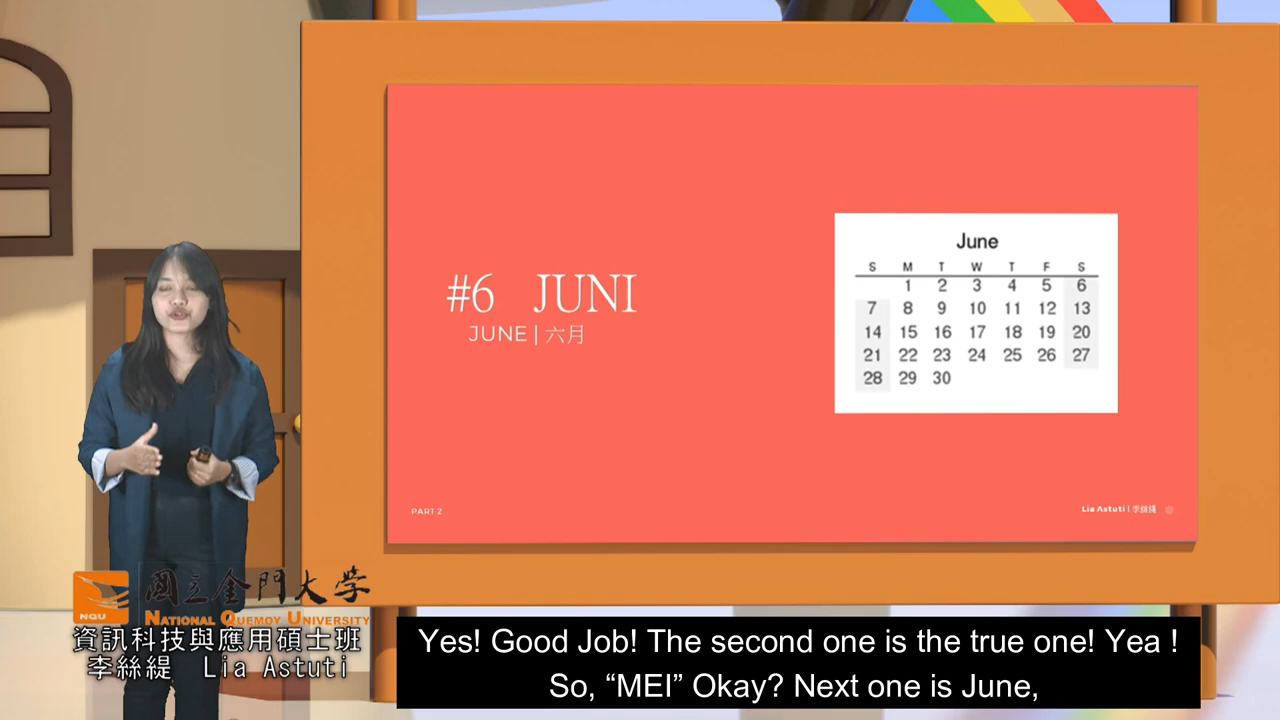 #6 JUNI
JUNE | 六月
June
S M T W T F S
1 2 3 4 5 6
7 8 9 10 11 12 13
14 15 16 17 18 19 20
21 22 23 24 25 26 27
28 29 30
PART 2
Lia Astuti | 李絲緹
NQU
國立金門大學
NATIONAL QUEMOY UNIVERSITY
資訊科技與應用碩士班
李絲緹 Lia Astuti
Yes! Good Job! The second one is the true one! Yea !
So, “MEI” Okay? Next one is June,